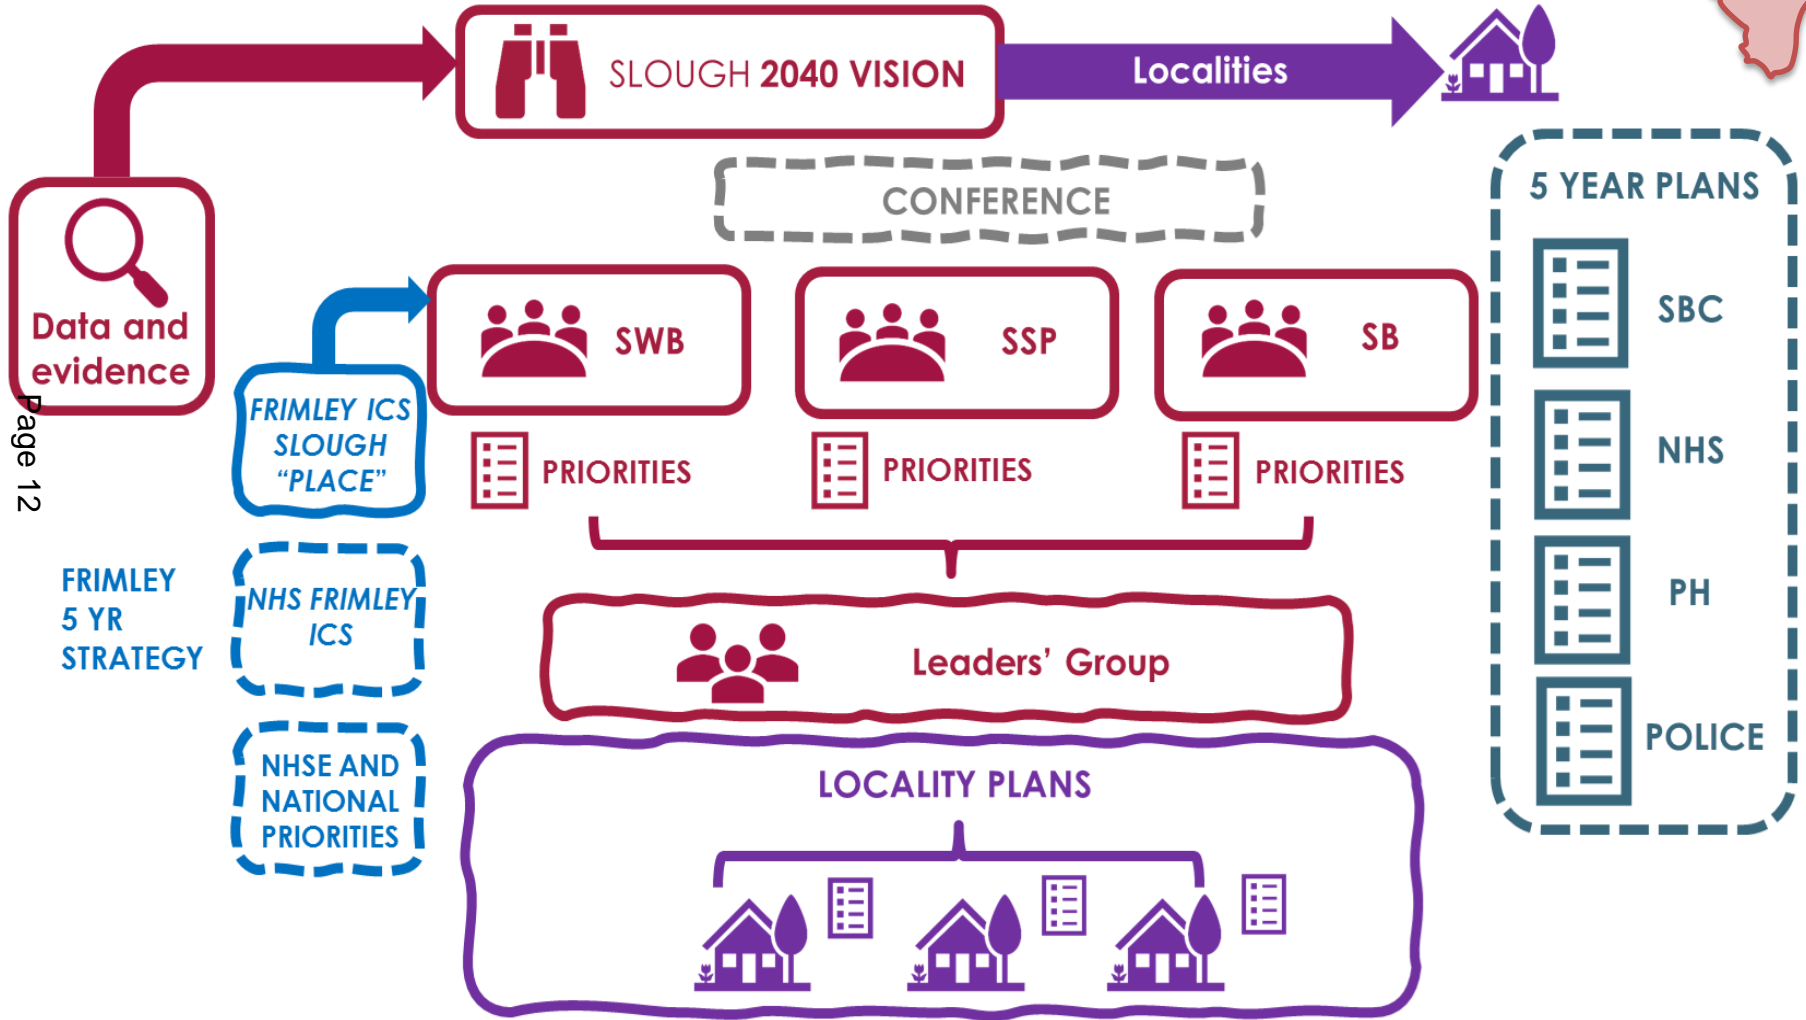 SLOUGH 2040 VISION
Localities
CONFERENCE
5 YEAR PLANS
SBC
NHS
PH
POLICE
Data and
evidence
Page 12
FRIMLEY ICS
SLOUGH
“PLACE”
SWB
SSP
SB
PRIORITIES
PRIORITIES
PRIORITIES
FRIMLEY
5 YR
STRATEGY
NHS FRIMLEY
ICS
NHSE AND
NATIONAL
PRIORITIES
Leaders’ Group
LOCALITY PLANS